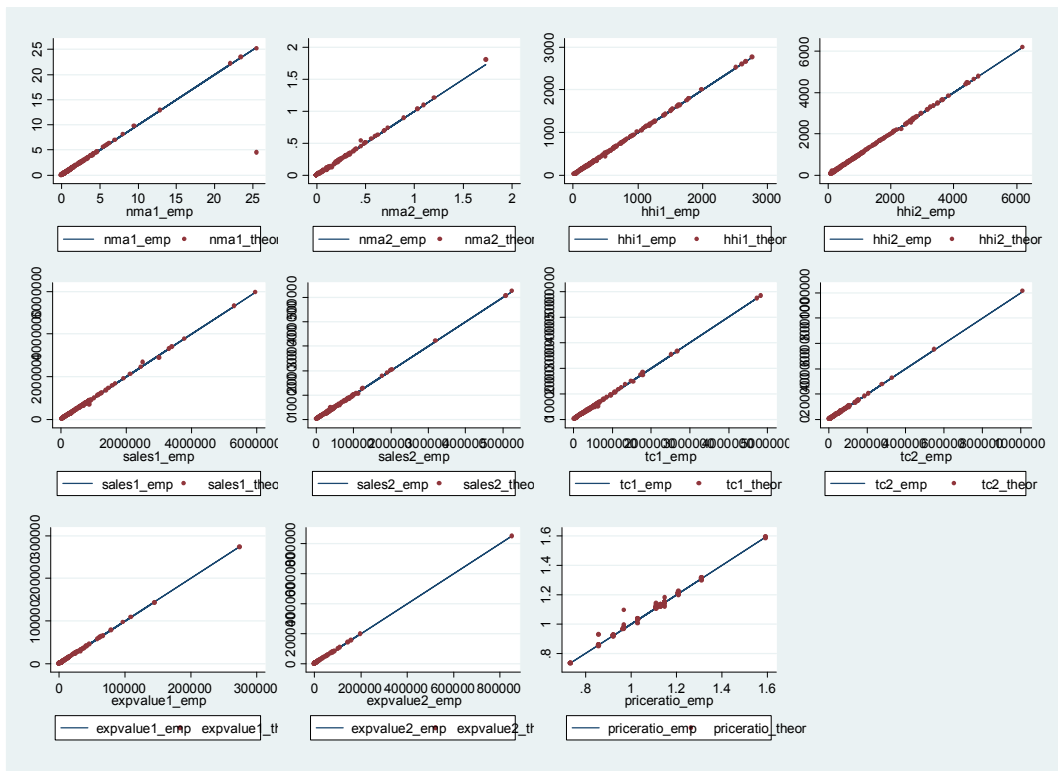 25
20
15
10
5
0
0 5 10 15 20 25
nma1_emp
nma1_emp nma1_theor
2
1.5
1
.5
0
0 .5 1 1.5 2
nma2_emp
nma2_emp nma2_theor
3000
2000
1000
0
0 1000 2000 3000
hhi1_emp
hhi1_emp hhi1_theor
6000
4000
2000
0
0 2000 4000 6000
hhi2_emp
hhi2_emp hhi2_theor
0
0 2000000 4000000 6000000
sales1_emp
sales1_emp sales1_theo
0
sales2_emp
sales2_emp sales2_theo
0
tc1_emp
tc1_emp tc1_theor
0
tc2_emp
tc2_emp tc2_theor
0
0 100000 200000 300000
expvalue1_emp
expvalue1_emp expvalue1_th
0
0 200000 400000 600000 800000
expvalue2_emp
expvalue2_emp expvalue2_th
1.6
1.4
1.2
1
.8
.8 1 1.2 1.4 1.6
priceratio_emp
priceratio_emp priceratio_theor